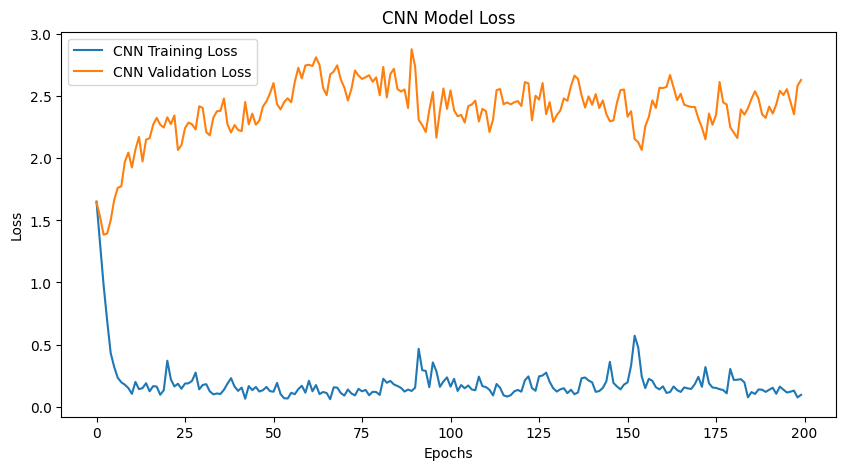 CNN Model Loss
CNN Training Loss
CNN Validation Loss
3.0
2.5
2.0
1.5
1.0
0.5
0.0
Loss
0 25 50 75 100 125 150 175 200
Epochs